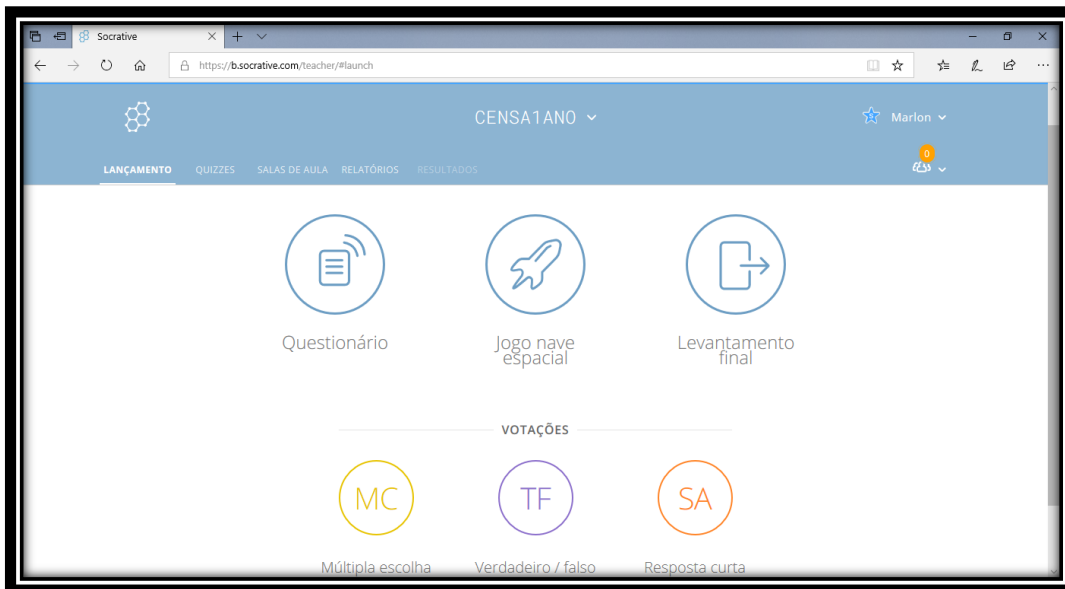 Socrative
https://b.socrative.com/teacher/#launch
CENSA1ANO
Marlon
LANÇAMENTO QUIZZES SALAS DE AULA RELATÓRIOS RESULTADOS
0
Questionário
Jogo nave
espacial
Levantamento
final
VOTAÇÕES
MC
TF
SA
Múltipla escolha
Verdadeiro / falso
Resposta curta